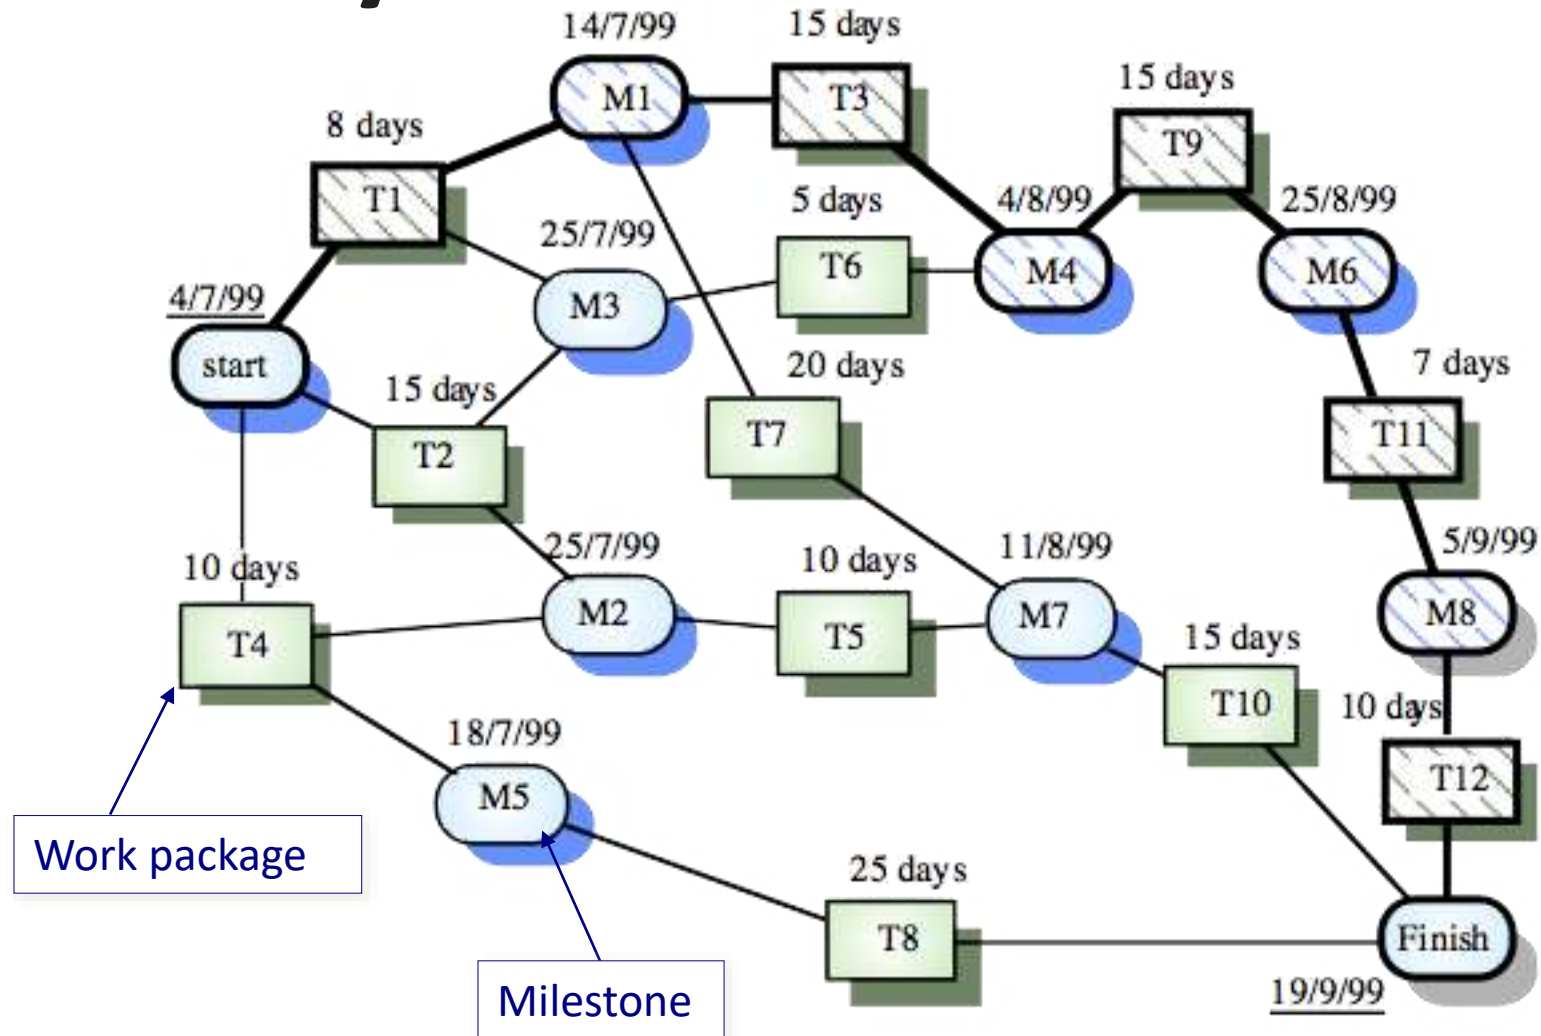 14/7/99
15 days
15 days
M1
T3
8 days
T9
T1
5 days
4/8/99
25/8/99
25/7/99
T6
M4
M6
4/7/99
M3
start
20 days
7 days
15 days
T7
T11
T2
25/7/99
10 days
11/8/99
5/9/99
10 days
M2
M7
M8
T4
T5
15 days
T10
10 days
18/7/99
M5
T12
Work package
25 days
T8
Finish
Milestone
19/9/99